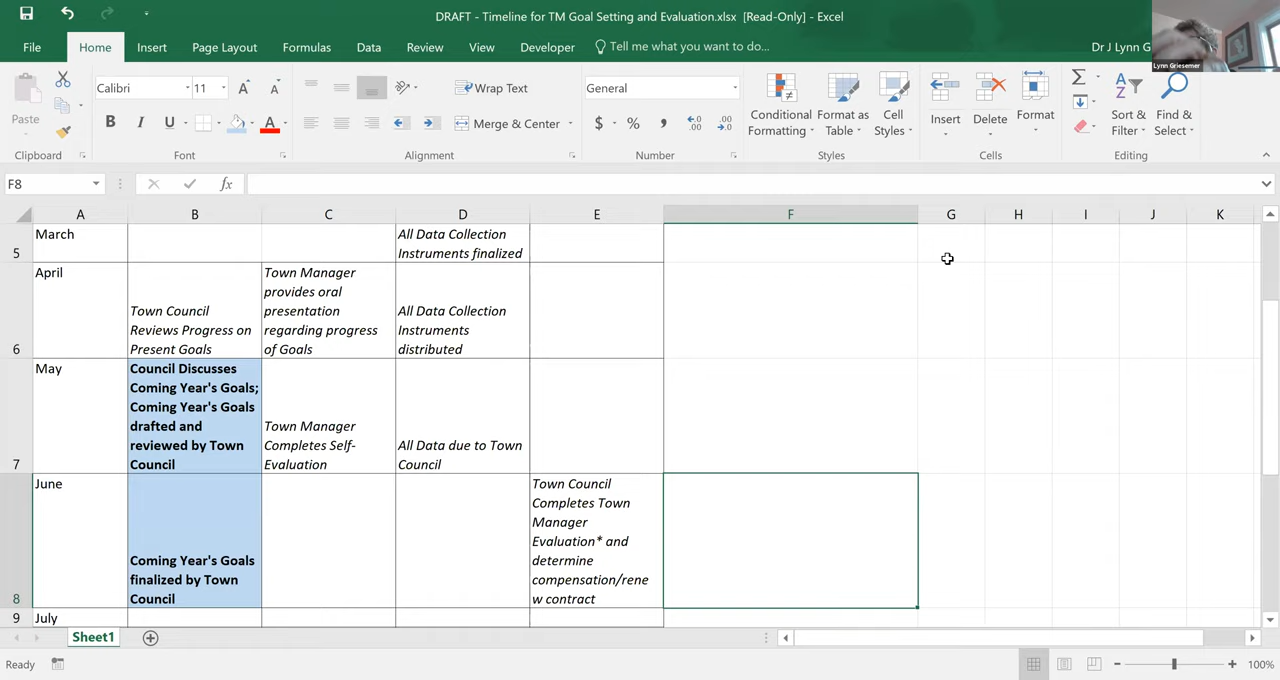 DRAFT - Timeline for TM Goal Setting and Evaluation.xlsx [Read-Only] - Excel
File
Home
Insert
Page Layout
Formulas
Data
Review
View
Developer
Tell me what you want to do...
Dr J Lynn G
Lynn Griesemer
Paste
Calibri
11
A
A
B
I
U
A
Wrap Text
Merge & Center
General
$
%
,
Conditional
Formatting
Format as
Table
Cell
Styles
Insert
Delete
Format
Sort &
Filter
Find &
Select
Clipboard
Font
Alignment
Number
Styles
Cells
Editing
F8
fx
A
B
C
D
E
F
G
H
I
J
K
5
March
All Data Collection
Instruments finalized
6
April
Town Council
Reviews Progress on
Present Goals
Town Manager
provides oral
presentation
regarding progress
of Goals
All Data Collection
Instruments
distributed
7
May
Council Discusses
Coming Year's Goals;
Coming Year's Goals
drafted and
reviewed by Town
Council
Town Manager
Completes Self-
Evaluation
All Data due to Town
Council
8
June
Coming Year's Goals
finalized by Town
Council
Town Council
Completes Town
Manager
Evaluation* and
determine
compensation/rene
w contract
9
July
Sheet1
Ready
100%